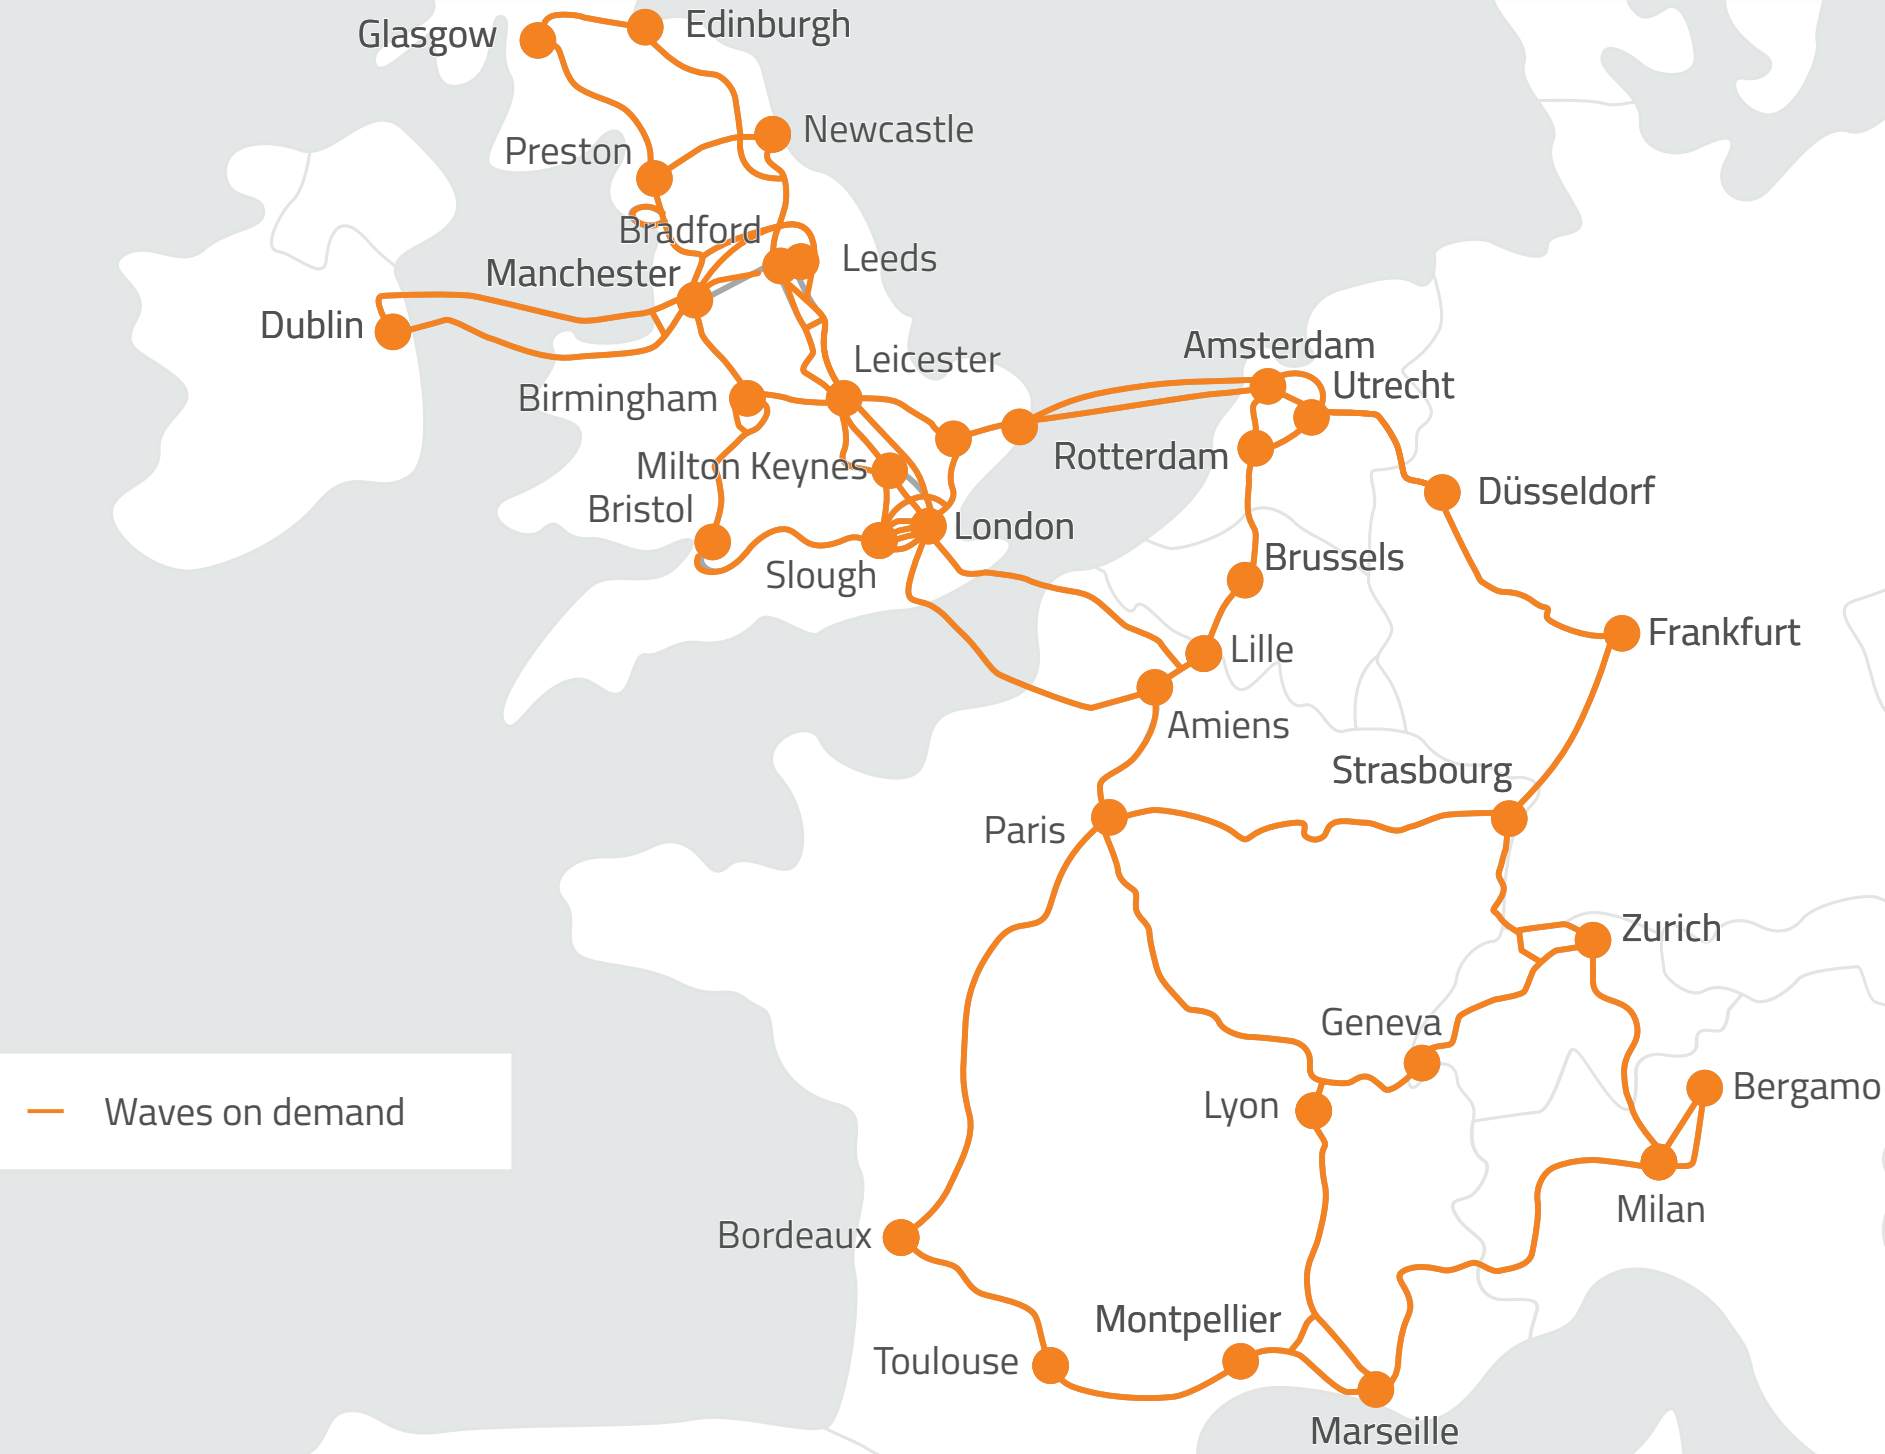 Glasgow
Edinburgh
Newcastle
Preston
Bradford
Leeds
Manchester
Dublin
Leicester
Amsterdam
Utrecht
Birmingham
Milton Keynes
Rotterdam
Düsseldorf
Bristol
London
Brussels
Slough
Lille
Frankfurt
Amiens
Strasbourg
Paris
Zurich
Geneva
Bergamo
Lyon
Waves on demand
Milan
Bordeaux
Montpellier
Toulouse
Marseille